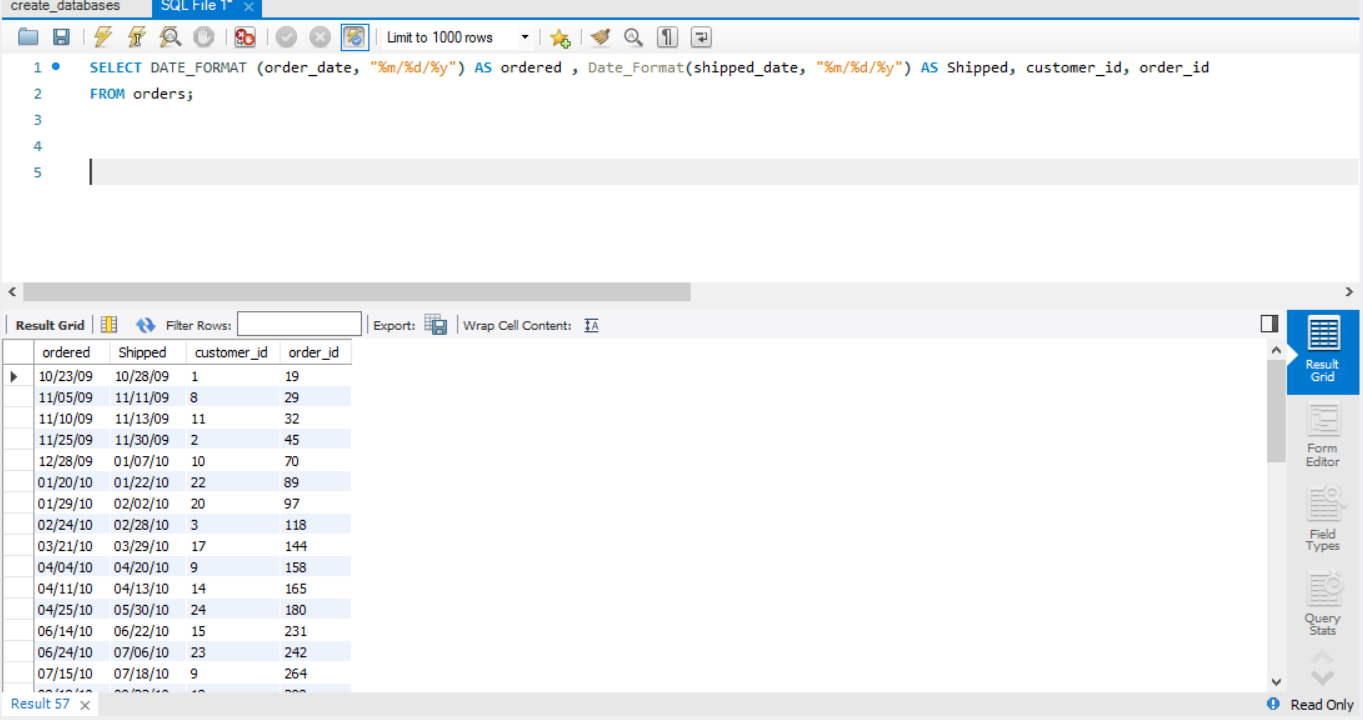 create_databases SQL File 1* ×
Limit to 1000 rows
1 SELECT DATE_FORMAT (order_date, "%m/%d/%y") AS ordered , Date_Format(shipped_date, "%m/%d/%y") AS Shipped, customer_id, order_id
2 FROM orders;
3
4
5
Result Grid Filter Rows: Export: Wrap Cell Content: IA
ordered Shipped customer_id order_id
10/23/09 10/28/09 1 19
11/05/09 11/11/09 8 29
11/10/09 11/13/09 11 32
11/25/09 11/30/09 2 45
12/28/09 01/07/10 10 70
01/20/10 01/22/10 22 89
01/29/10 02/02/10 20 97
02/24/10 02/28/10 3 118
03/21/10 03/29/10 17 144
04/04/10 04/20/10 9 158
04/11/10 04/13/10 14 165
04/25/10 05/30/10 24 180
06/14/10 06/22/10 15 231
06/24/10 07/06/10 23 242
07/15/10 07/18/10 9 264
Result
Grid
Form
Editor
Field
Types
Query
Stats
Result 57 ×
Read Only